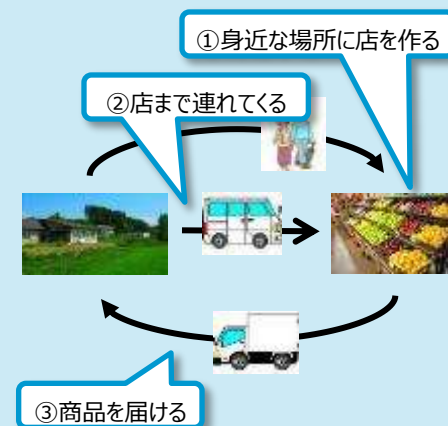 ①身近な場所に店を作る
②店まで連れてくる
③商品を届ける